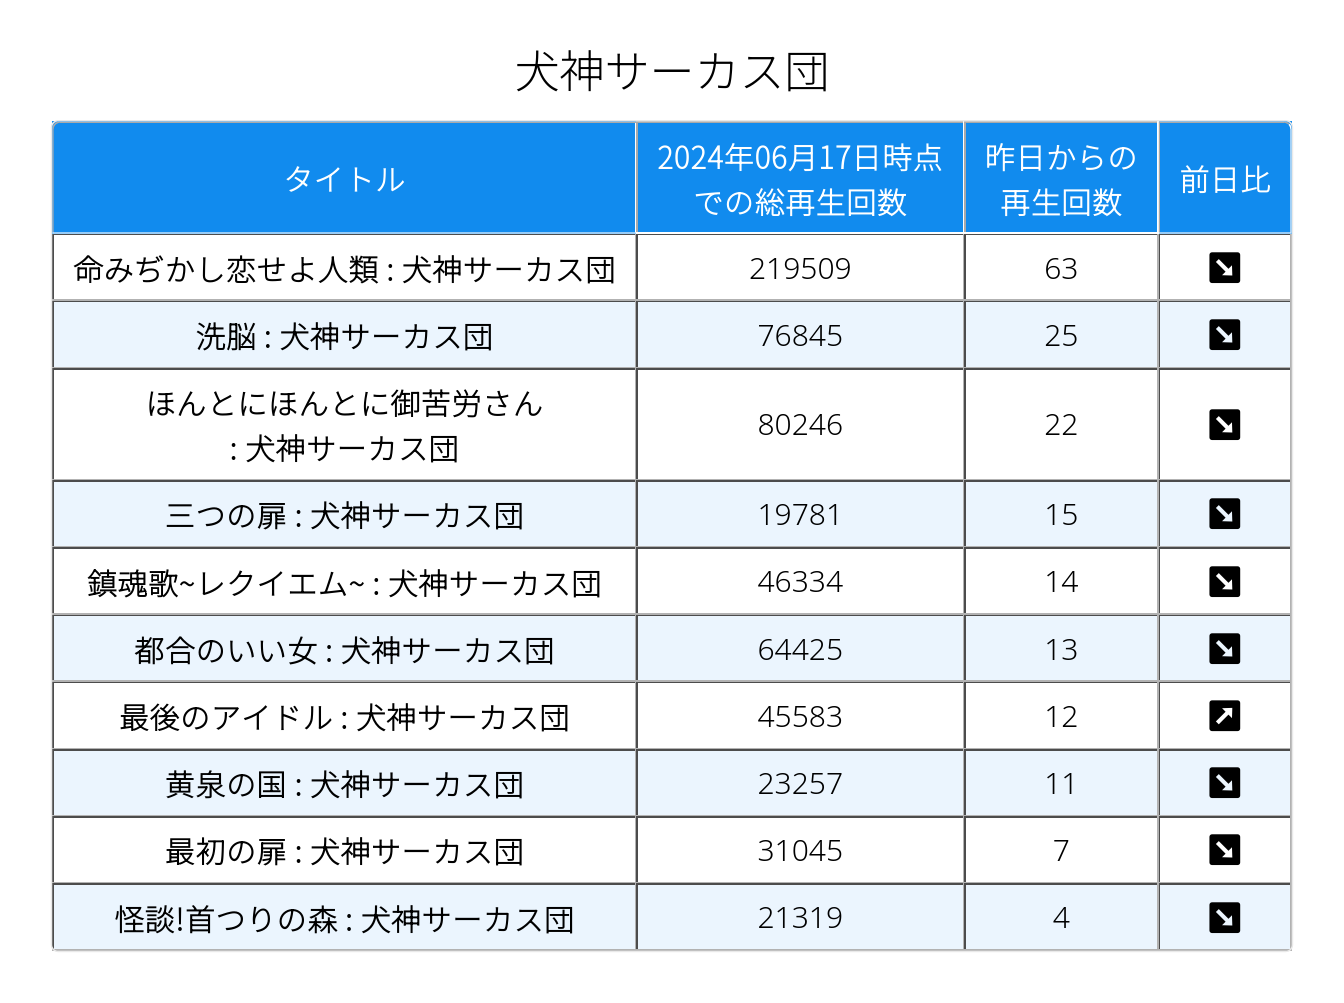 犬神サーカス団
タイトル
2024年06月17日時点
での総再生回数
昨日からの
再生回数
前日比
命みぢかし恋せよ人類 : 犬神サーカス団 219509 63 ↘
洗脳 : 犬神サーカス団 76845 25 ↘
ほんとにほんとに御苦労さん
: 犬神サーカス団 80246 22 ↘
三つの扉 : 犬神サーカス団 19781 15 ↘
鎮魂歌~レクイエム~ : 犬神サーカス団 46334 14 ↘
都合のいい女 : 犬神サーカス団 64425 13 ↘
最後のアイドル : 犬神サーカス団 45583 12 ↗
黄泉の国 : 犬神サーカス団 23257 11 ↘
最初の扉 : 犬神サーカス団 31045 7 ↘
怪談!首つりの森 : 犬神サーカス団 21319 4 ↘